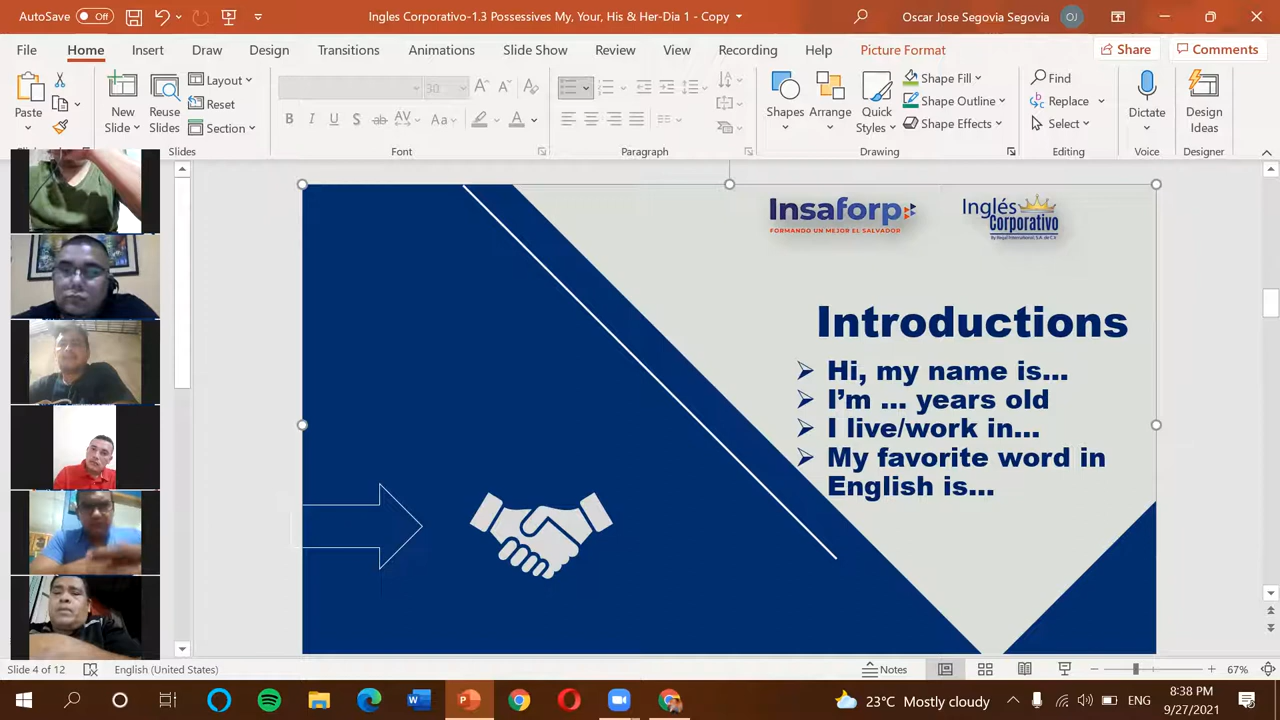 AutoSave Off Ingles Corporativo-1.3 Possessives My, Your, His & Her-Dia 1 - Copy Oscar Jose Segovia Segovia OJ
File Home Insert Draw Design Transitions Animations Slide Show Review View Recording Help Picture Format Share Comments
Paste
New Slide
Reuse Slides
Layout
Reset
Section
Shapes
Arrange
Quick Styles
Shape Fill
Shape Outline
Shape Effects
Find
Replace
Select
Dictate
Design Ideas
Slides Font Paragraph Drawing Editing Voice Designer
Insaforp
FORMANDO UN MEJOR EL SALVADOR
Inglés
Corporativo
Introductions
Hi, my name is...
I'm ... years old
I live/work in...
My favorite word in
English is...
Slide 4 of 12 English (United States) Notes 67%
23°C Mostly cloudy ENG 8:38 PM
9/27/2021